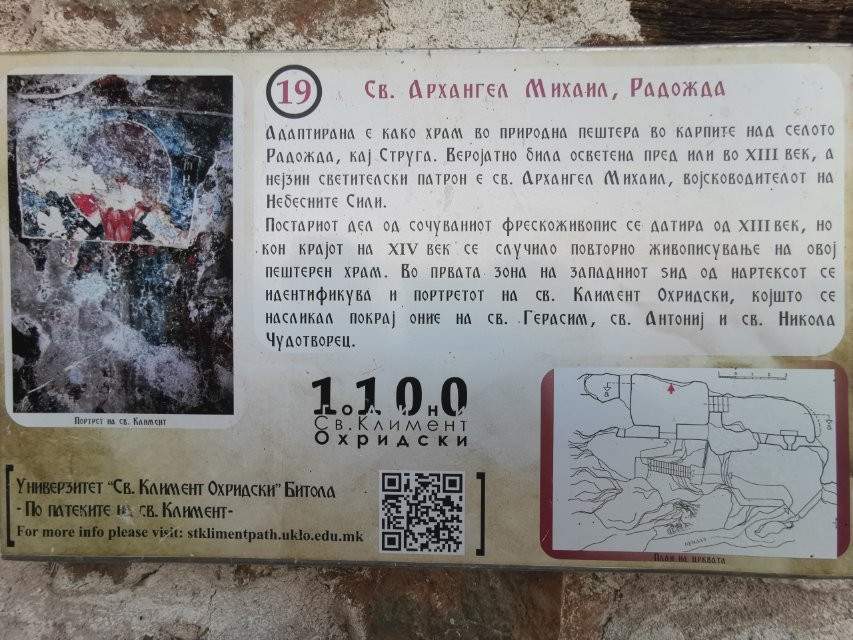 19 Св. Архангел Михаил, Радожда
Адаптирана е како храм во природна пештера во карпите над селото
Радожда, кај Струга. Веројатно била осветена пред или во XIII век, а
нејзин светителски патрон е св. Архангел Михаил, војсководителот на
Небесните Сили.
Постариот дел од сочуваниот фрескоживопис се датира од XIII век, но
кон крајот на XIV век се случило повторно живописување на овој
пештерен храм. Во првата зона на западниот ѕид од нартексот се
идентификува и портретот на св. Климент Охридски, којшто се
насликал покрај оние на св. Герасим, св. Антониј и св. Никола
Чудотворец.
Портрет на св. Климент
1100
Години
Св.Климент
Охридски
Универзитет "Св. Климент Охридски" Битола
- По патеките на св. Климент-
For more info please visit: stklimentpath.uklo.edu.mk
План на црквата